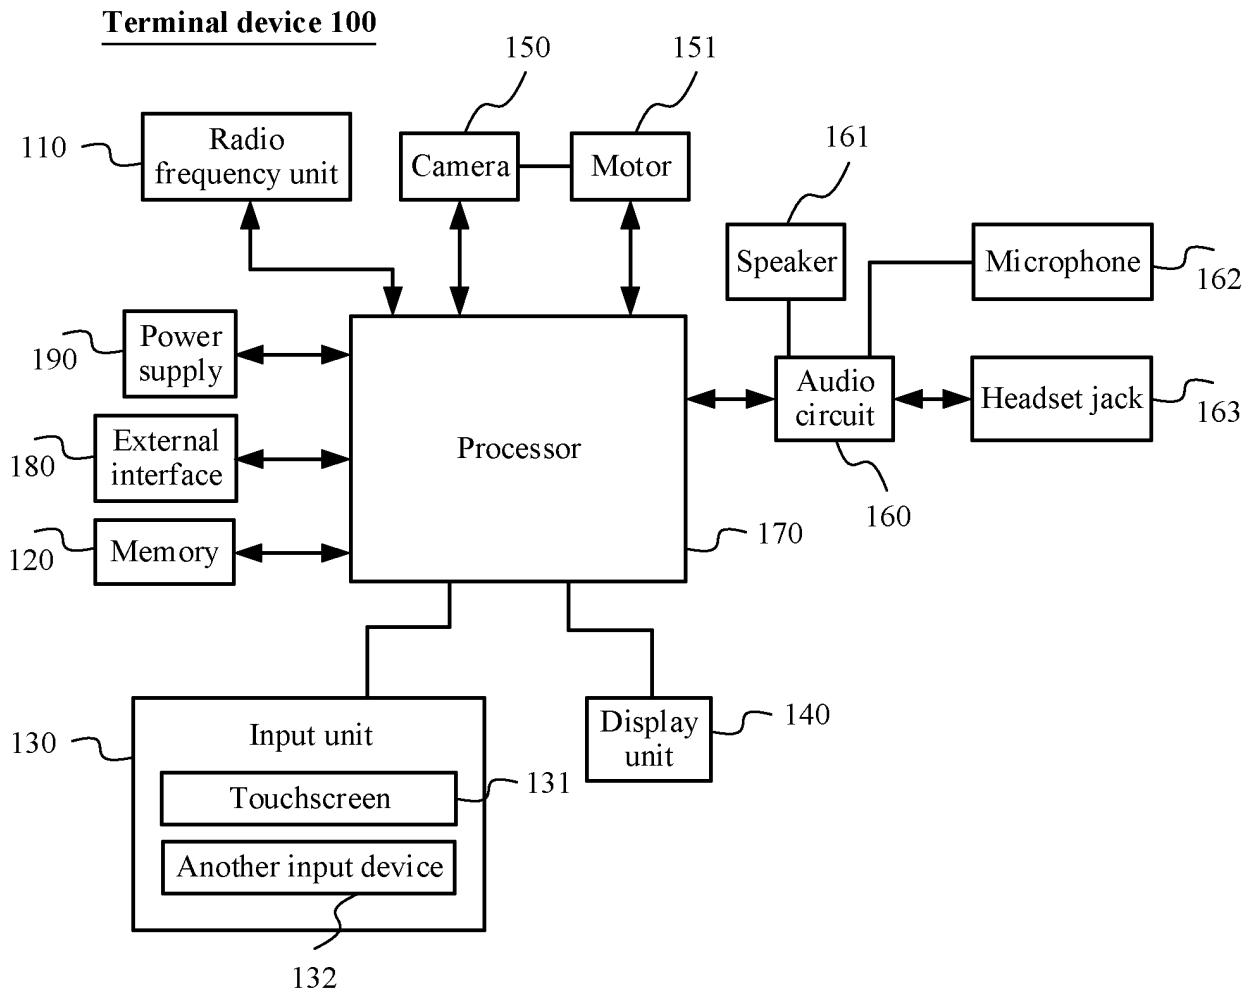 Terminal device 100
150
151
110
Radio
frequency unit
Camera
Motor
161
Speaker
Microphone
162
190
Power
supply
Audio
circuit
Headset jack
163
180
External
interface
Processor
160
120
Memory
170
130
Input unit
Display
unit
140
Touchscreen
131
Another input device
132